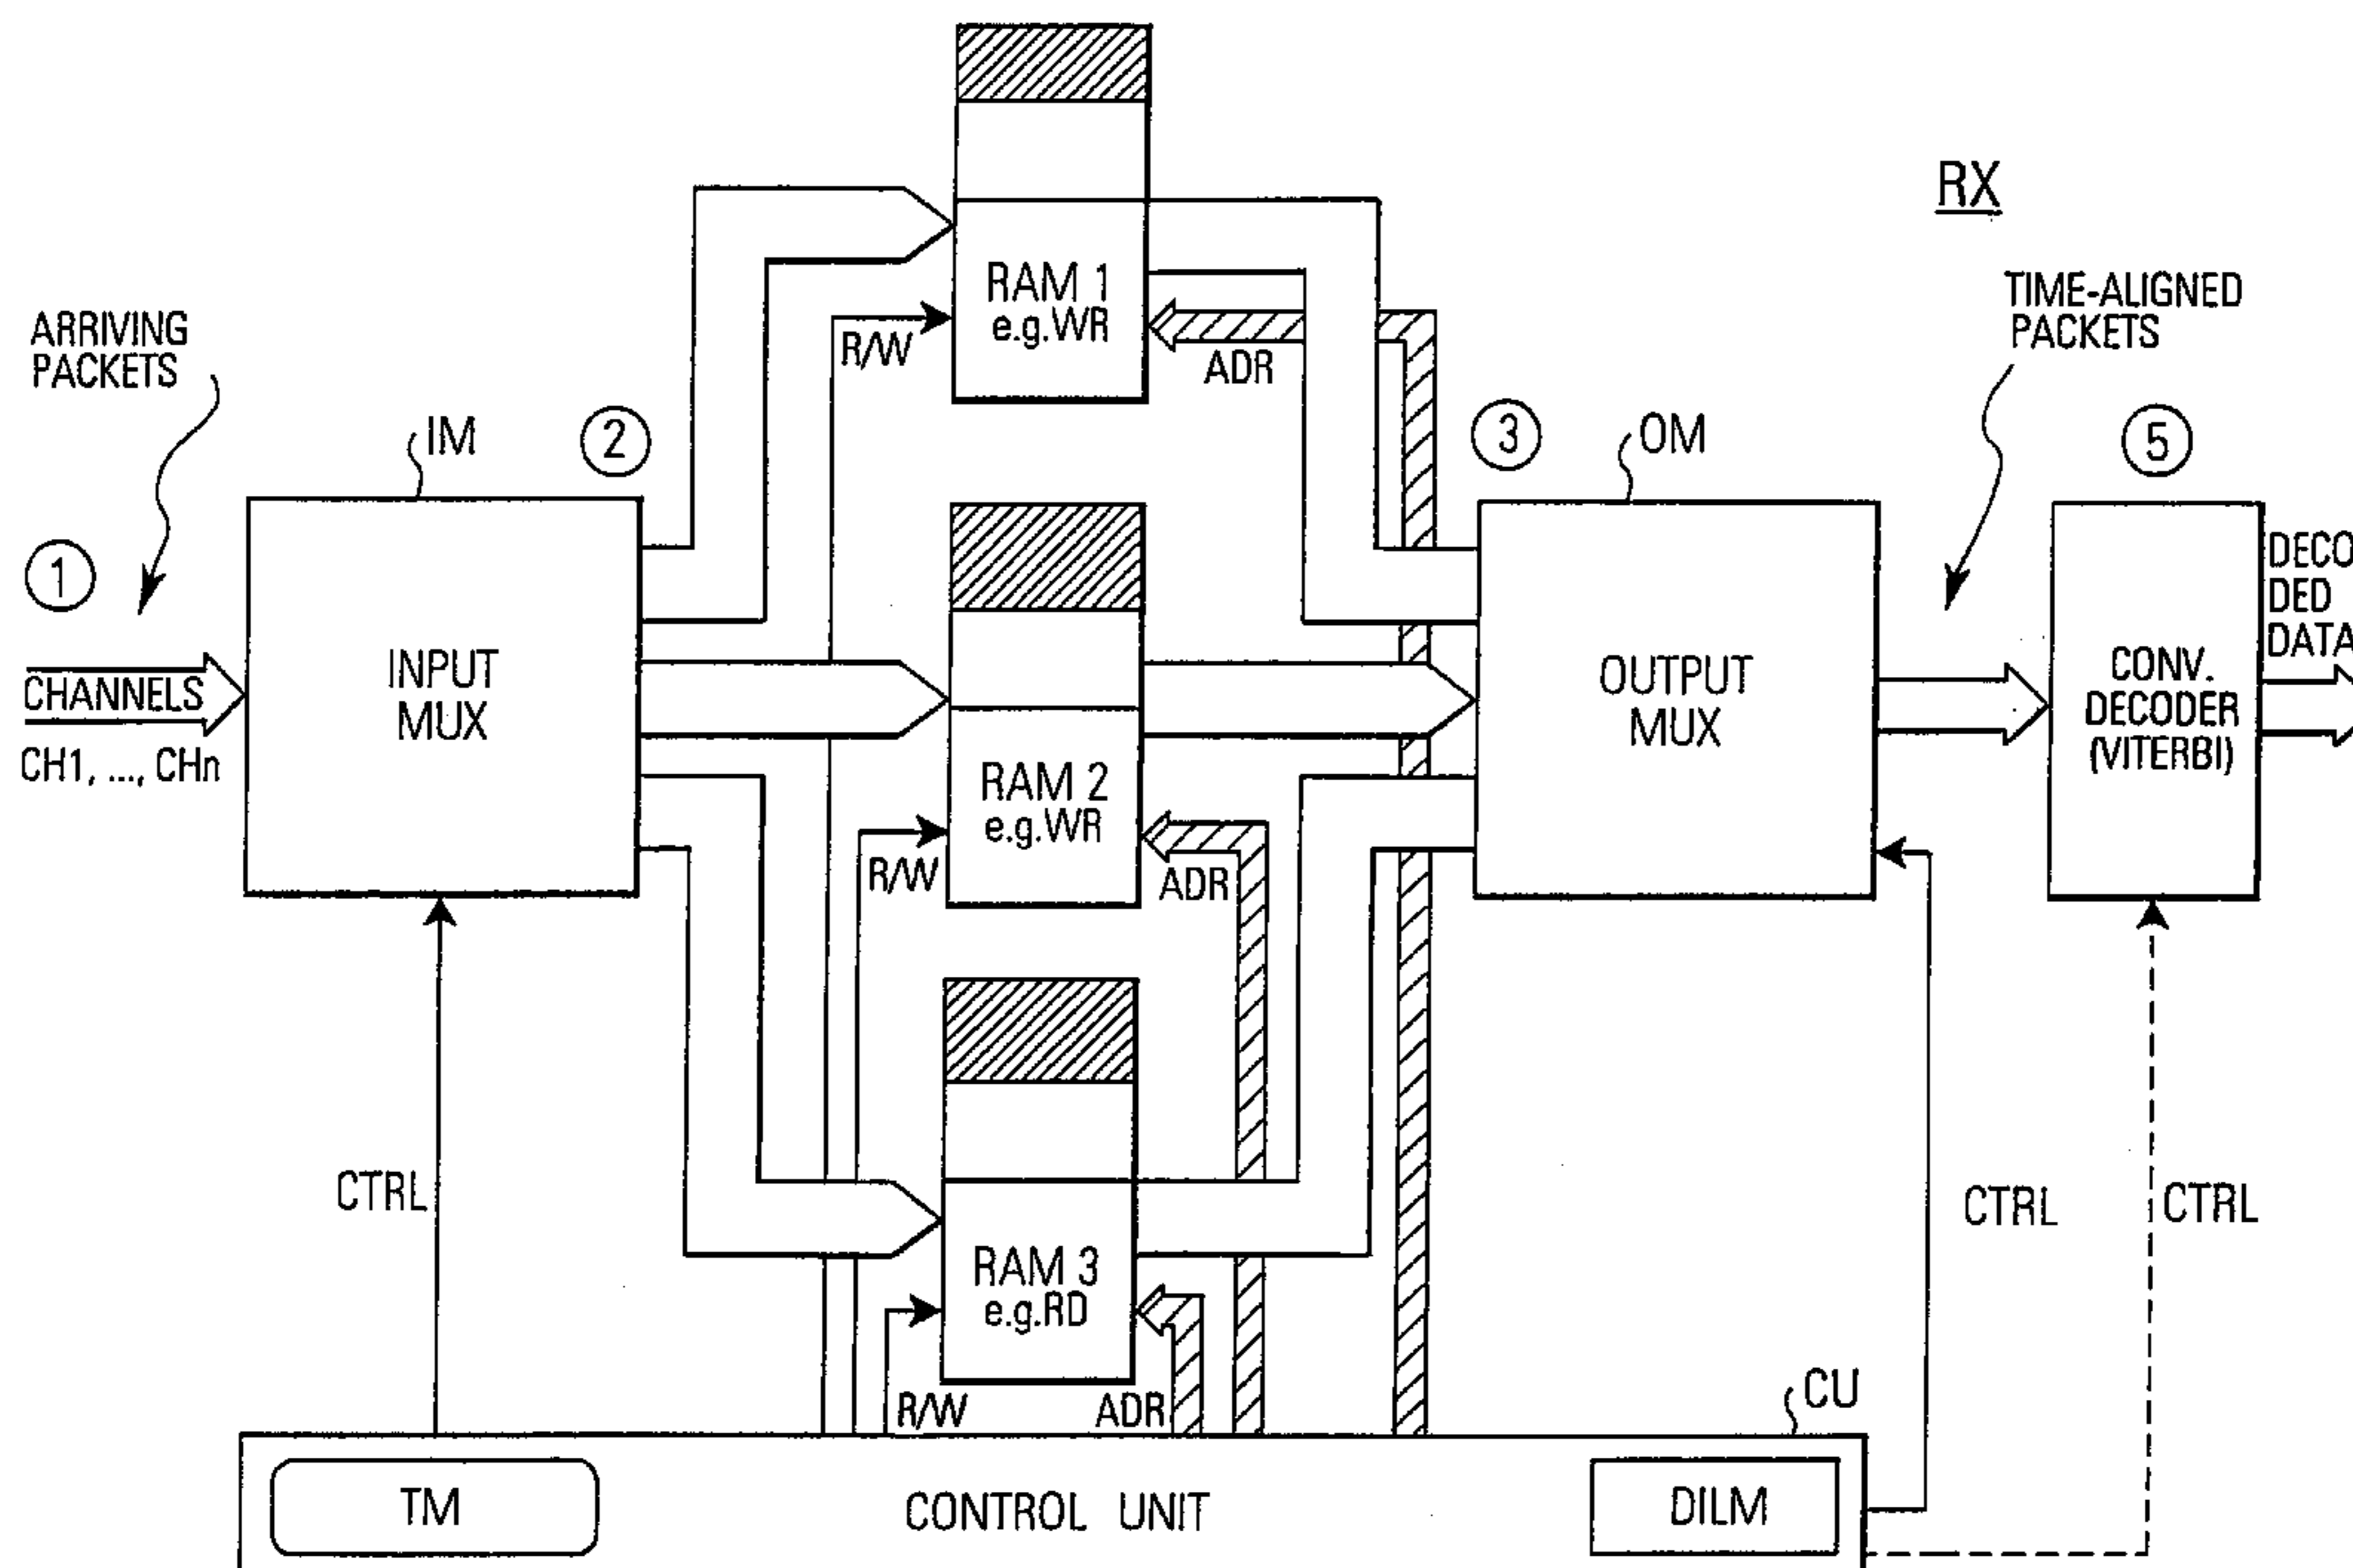 RX
ARRIVING
PACKETS
TIME-ALIGNED
PACKETS
RAM 1
e.g.WR
R/W
ADR
1
2
3
5
IM
OM
CHANNELS
CH1, ..., CHn
INPUT
MUX
RAM 2
e.g.WR
R/W
ADR
OUTPUT
MUX
CONV.
DECODER
(VITERBI)
DECO
DED
DATA
CTRL
RAM 3
e.g.RD
R/W
ADR
CTRL
CTRL
CU
TM
CONTROL UNIT
DILM